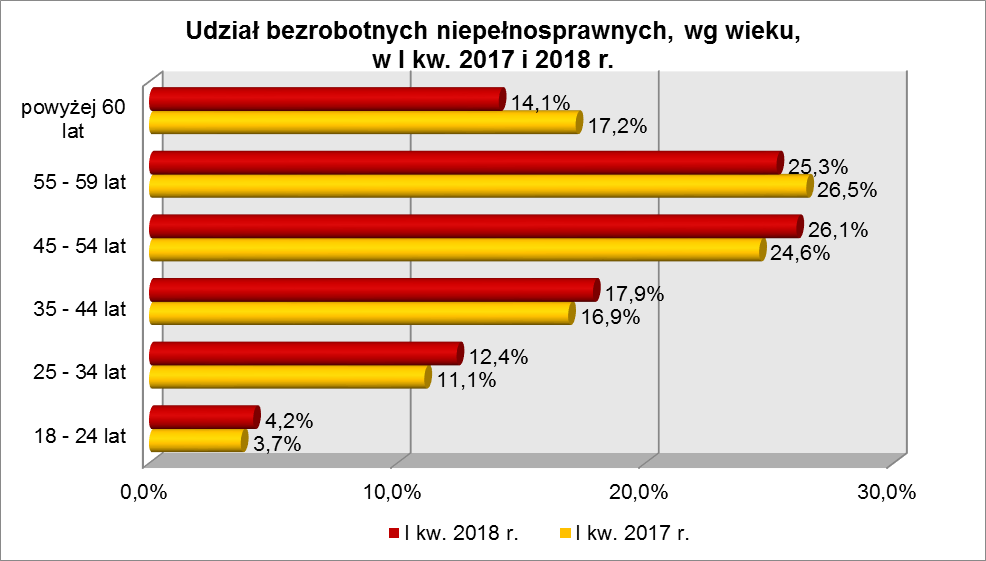 Udział bezrobotnych niepełnosprawnych, wg wieku,
w I kw. 2017 i 2018 r.
powyżej 60
lat
14,1%
17,2%
55 - 59 lat
25,3%
26,5%
45 - 54 lat
26,1%
24,6%
35 - 44 lat
17,9%
16,9%
25 - 34 lat
12,4%
11,1%
18 - 24 lat
4,2%
3,7%
0,0% 10,0% 20,0% 30,0%
I kw. 2018 r. I kw. 2017 r.